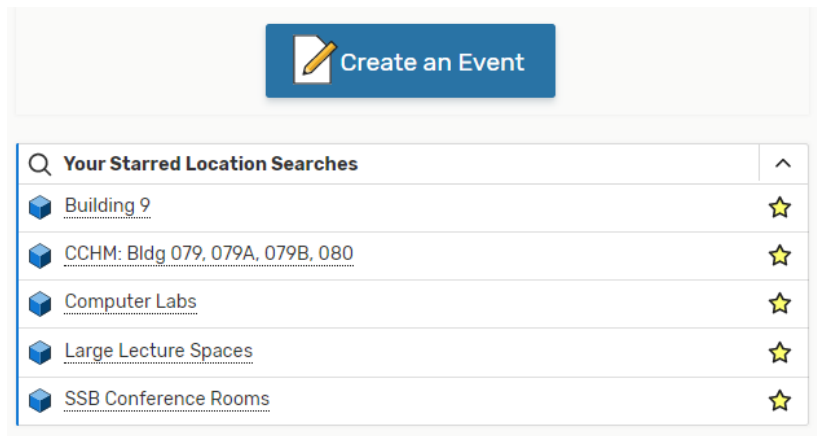 Create an Event
Your Starred Location Searches
Building 9
CCHM: Bldg 079, 079A, 079B, 080
Computer Labs
Large Lecture Spaces
SSB Conference Rooms